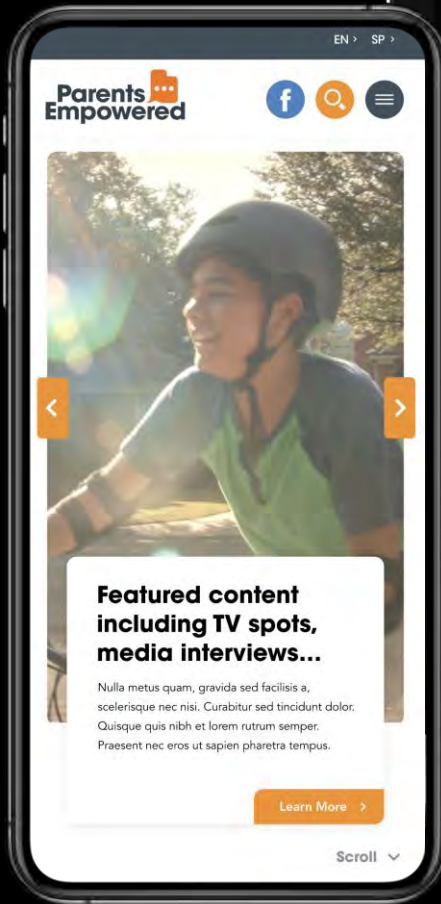 EN > SP >
Parents
Empowered
f
Featured content
including TV spots,
media interviews...
Nulla metus quam, gravida sed facilisis a,
scelerisque nec nisi. Curabitur sed tincidunt dolor.
Quisque quis nibh et lorem rutrum semper.
Praesent nec eros ut sapien pharetra tempus.
Learn More >
Scroll